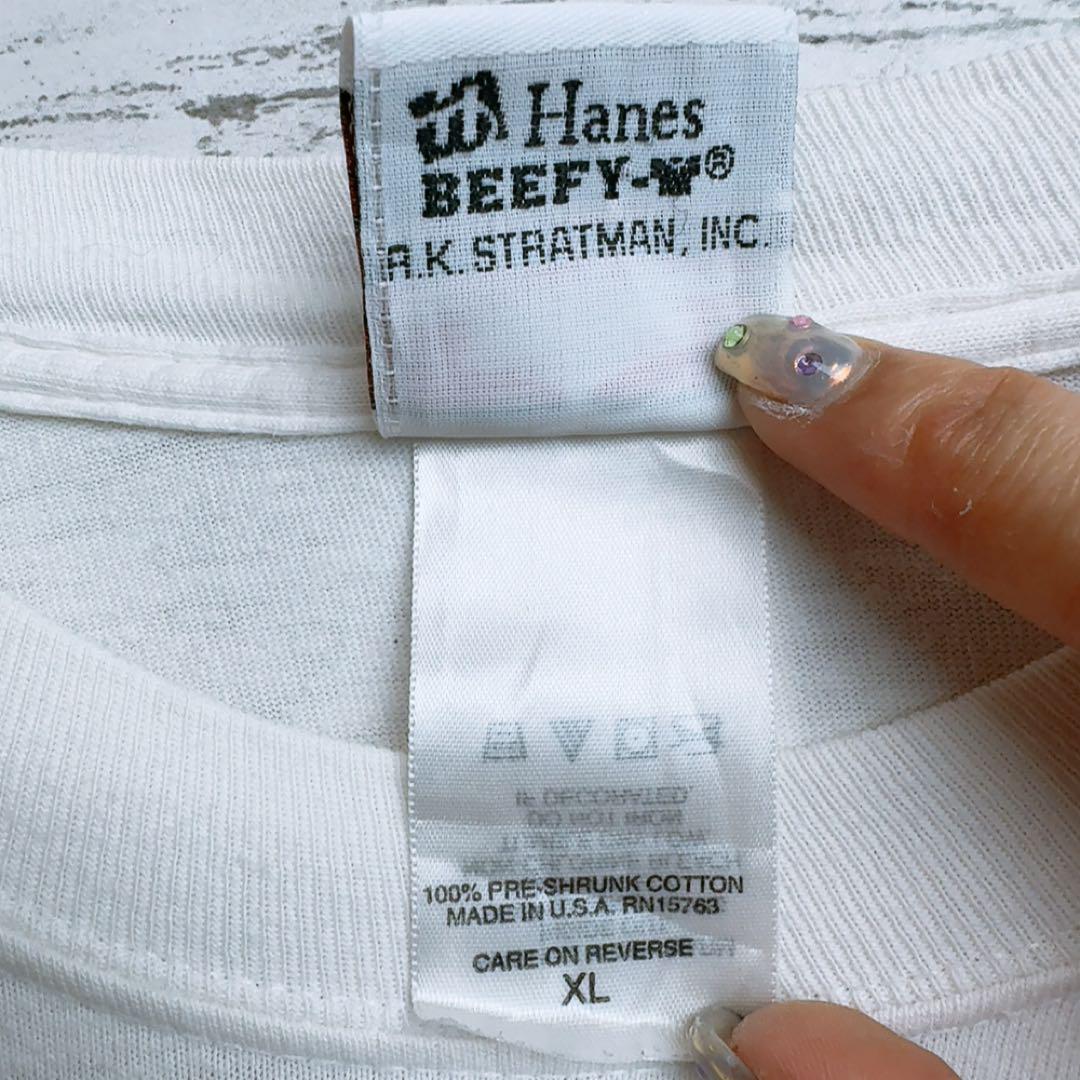 Hanes
BEEFY-T®
A.K. STRATMAN, INC.
100% PRE-SHRUNK COTTON
MADE IN U.S.A. RN15763
CARE ON REVERSE
XL